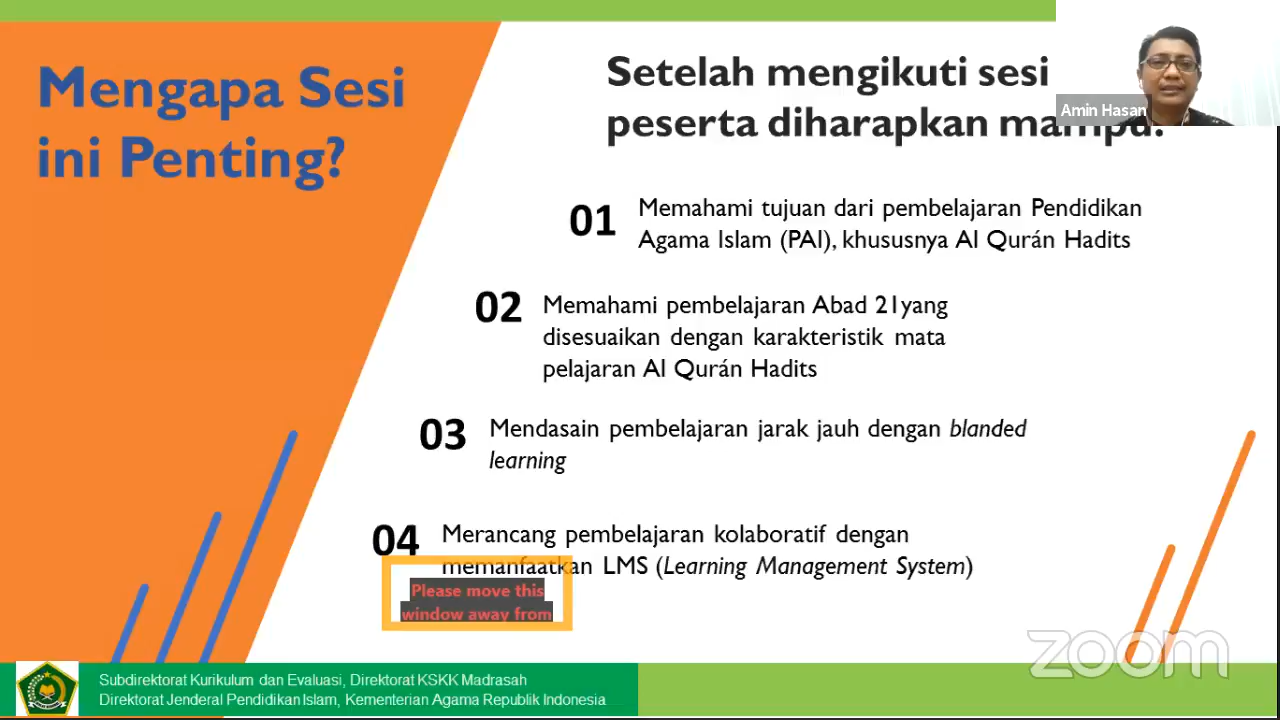 Mengapa Sesi
ini Penting?
Setelah mengikuti sesi
peserta diharapkan mampu:
Amin Hasan
01
Memahami tujuan dari pembelajaran Pendidikan
Agama Islam (PAI), khususnya Al Qurán Hadits
02
Memahami pembelajaran Abad 21yang
disesuaikan dengan karakteristik mata
pelajaran Al Qurán Hadits
03
Mendasain pembelajaran jarak jauh dengan blanded
learning
04
Merancang pembelajaran kolaboratif dengan
memanfaatkan LMS (Learning Management System)
Please move this
window away from
zoom
Subdirektorat Kurikulum dan Evaluasi, Direktorat KSKK Madrasah
Direktorat Jenderal Pendidikan Islam, Kementerian Agama Republik Indonesia